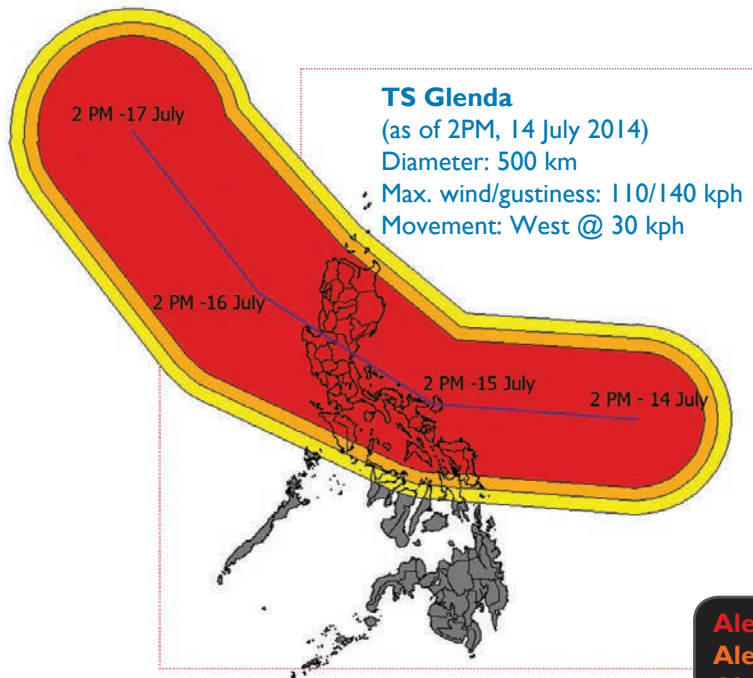 TS Glenda
(as of 2PM, 14 July 2014)
Diameter: 500 km
Max. wind/gustiness: 110/140 kph
Movement: West @ 30 kph
2 PM -17 July
2 PM -16 July
2 PM -15 July
2 PM - 14 July